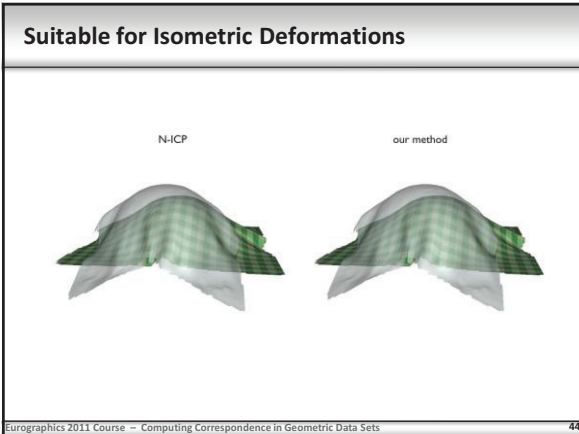 Suitable for Isometric Deformations
N-ICP
our method
Eurographics 2011 Course – Computing Correspondence in Geometric Data Sets
44